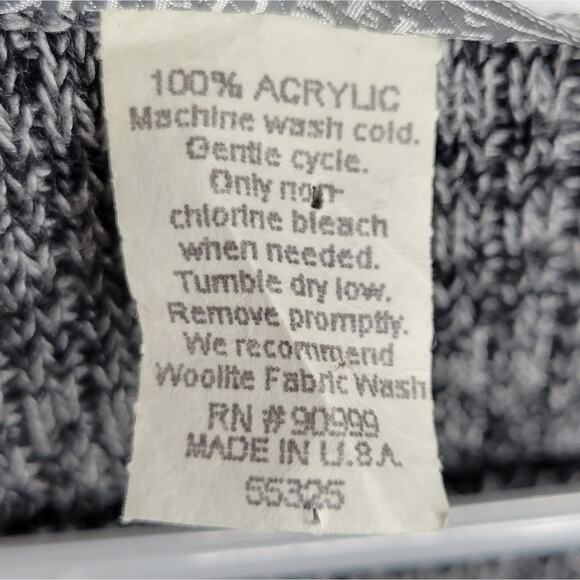 100% ACRYLIC
Machine wash cold.
Gentle cycle.
Only non-
chlorine bleach
when needed.
Tumble dry low.
Remove promptly.
We recommend
Woolite Fabric Wash
RN # 90999
MADE IN U.S.A.
55325